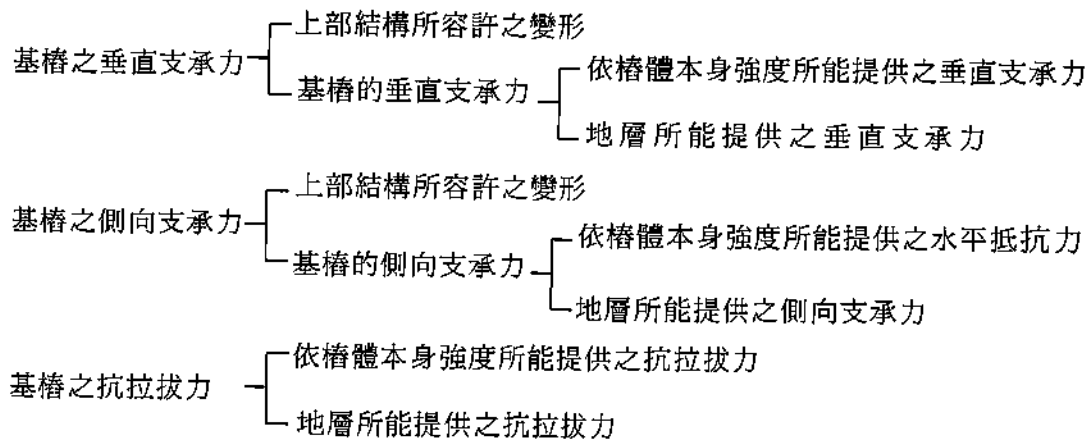 上部結構所容許之變形
基樁之垂直支承力
基樁的垂直支承力
依樁體本身強度所能提供之垂直支承力
地層所能提供之垂直支承力
上部結構所容許之變形
基樁之側向支承力
基樁的側向支承力
依樁體本身強度所能提供之水平抵抗力
地層所能提供之側向支承力
基樁之抗拉拔力
依樁體本身強度所能提供之抗拉拔力
地層所能提供之抗拉拔力